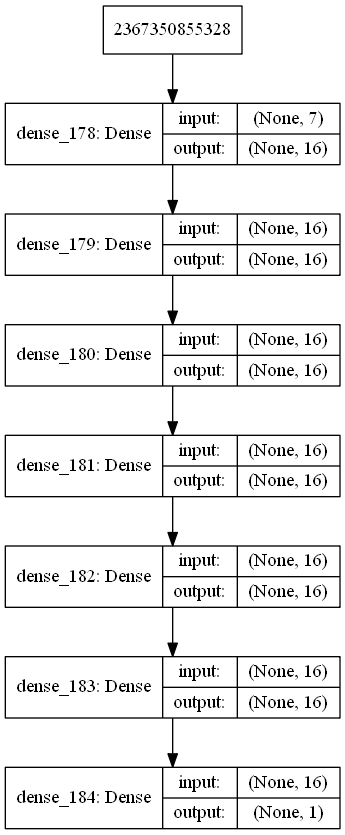 2367350855328
dense_178: Dense
input:
(None, 7)
output:
(None, 16)
dense_179: Dense
input:
(None, 16)
output:
(None, 16)
dense_180: Dense
input:
(None, 16)
output:
(None, 16)
dense_181: Dense
input:
(None, 16)
output:
(None, 16)
dense_182: Dense
input:
(None, 16)
output:
(None, 16)
dense_183: Dense
input:
(None, 16)
output:
(None, 16)
dense_184: Dense
input:
(None, 16)
output:
(None, 1)